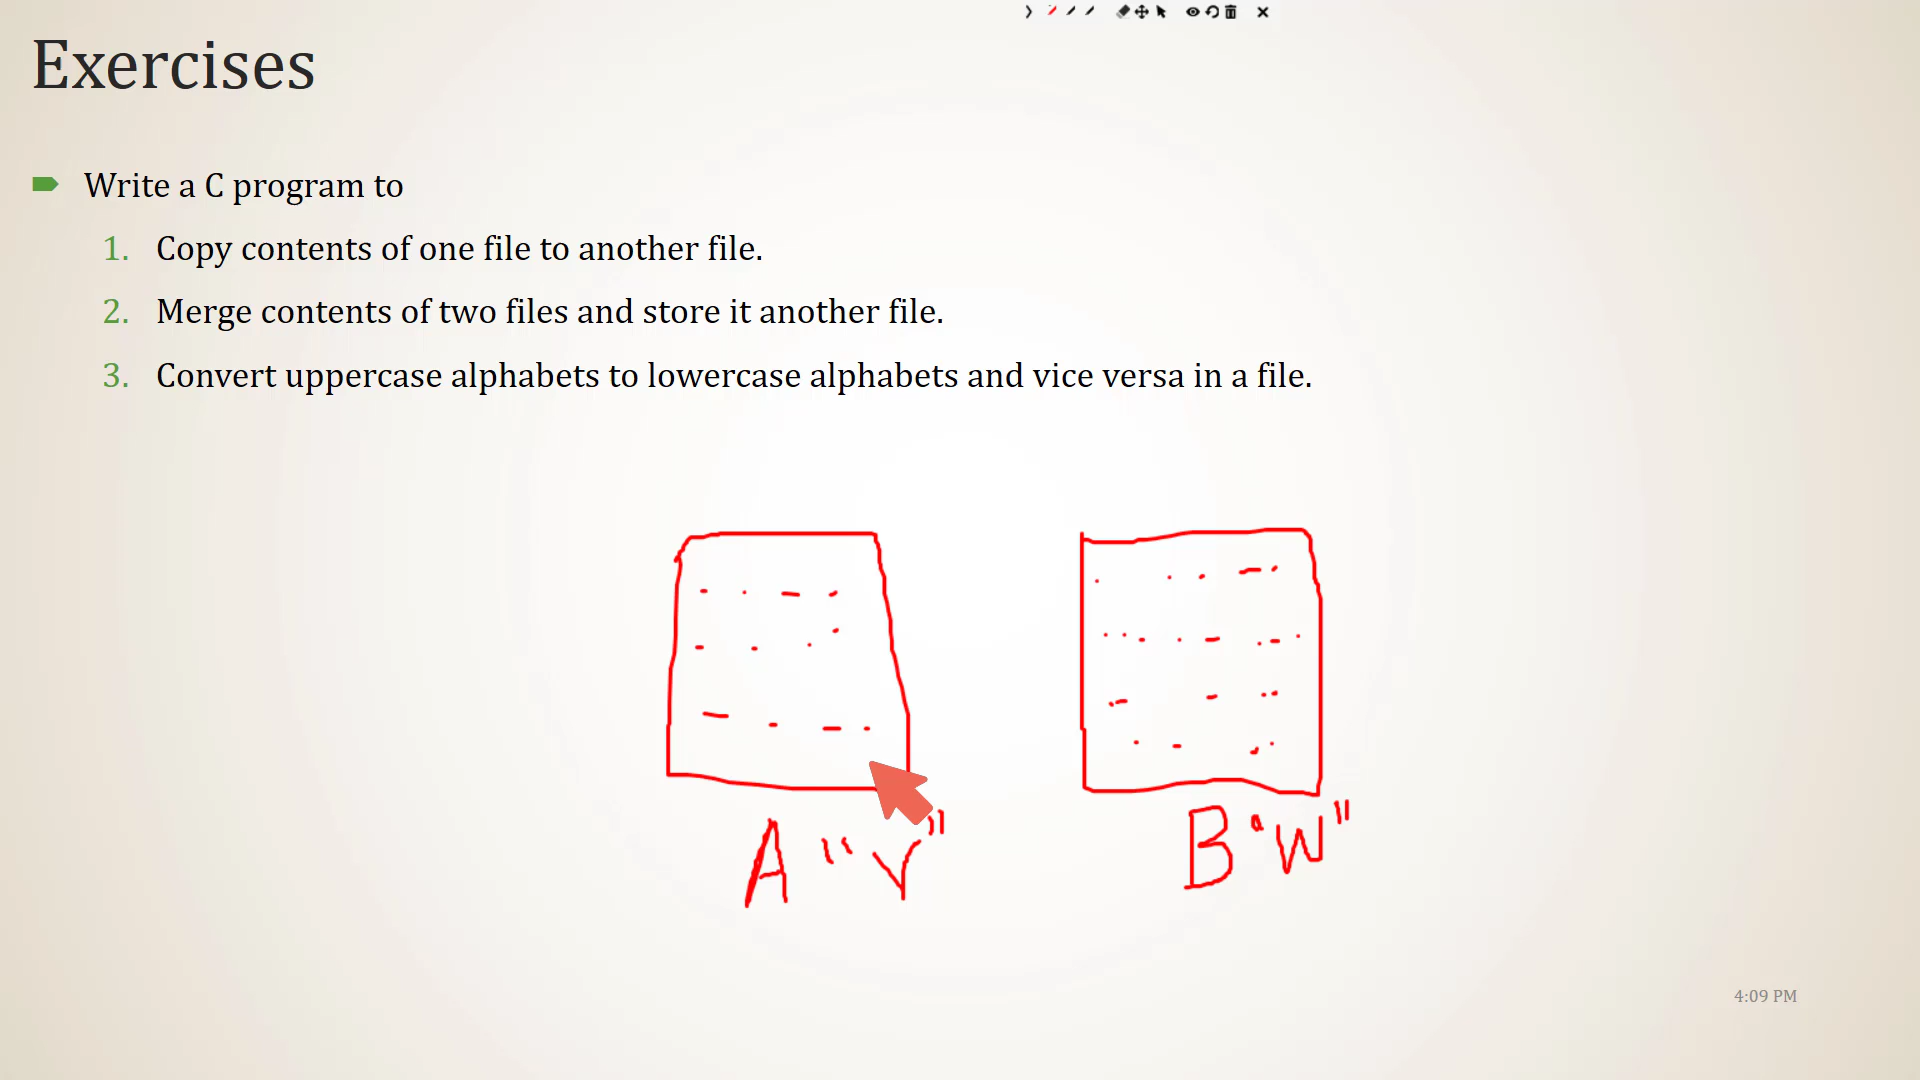 Exercises
Write a C program to
1. Copy contents of one file to another file.
2. Merge contents of two files and store it another file.
3. Convert uppercase alphabets to lowercase alphabets and vice versa in a file.
A "r" B "W"
4:09 PM